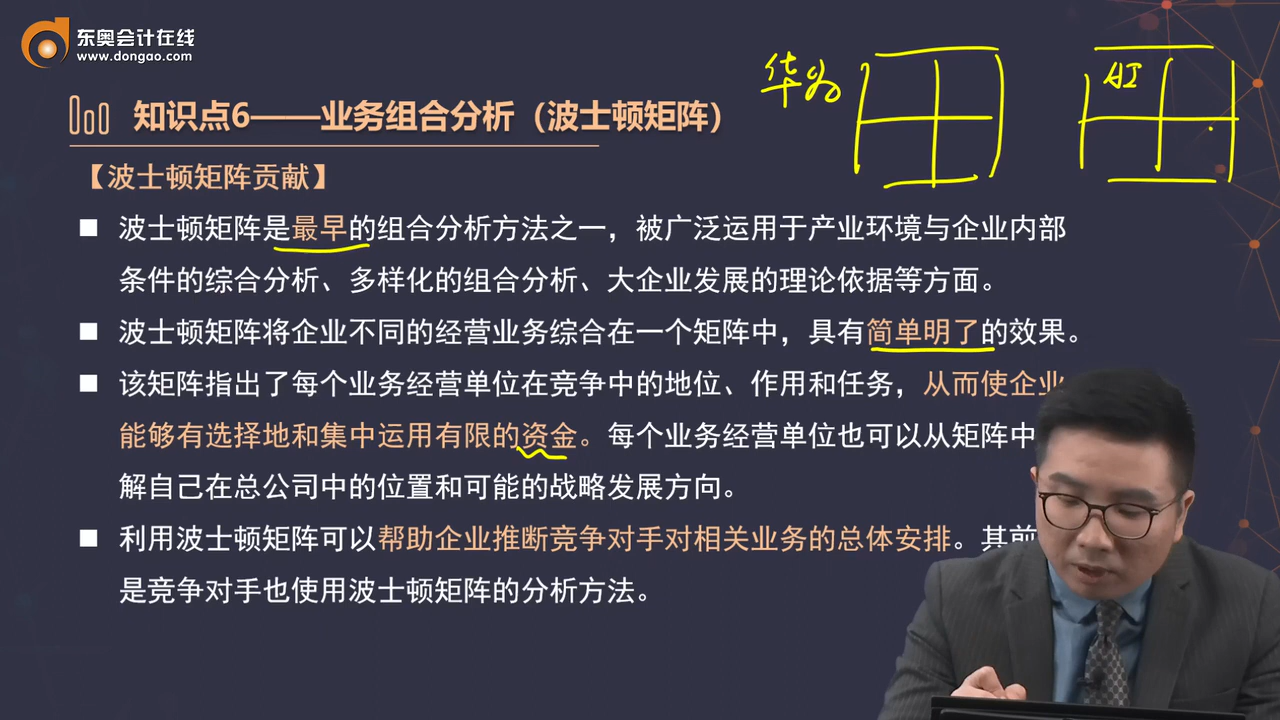 东奥会计在线
www.dongao.com
华为
AI
知识点6——业务组合分析（波士顿矩阵）
【波士顿矩阵贡献】
波士顿矩阵是最早的组合分析方法之一，被广泛运用于产业环境与企业内部
条件的综合分析、多样化的组合分析、大企业发展的理论依据等方面。
波士顿矩阵将企业不同的经营业务综合在一个矩阵中，具有简单明了的效果。
该矩阵指出了每个业务经营单位在竞争中的地位、作用和任务，从而使企业
能够有选择地和集中运用有限的资金。每个业务经营单位也可以从矩阵中
解自己在总公司中的位置和可能的战略发展方向。
利用波士顿矩阵可以帮助企业推断竞争对手对相关业务的总体安排。其前
是竞争对手也使用波士顿矩阵的分析方法。